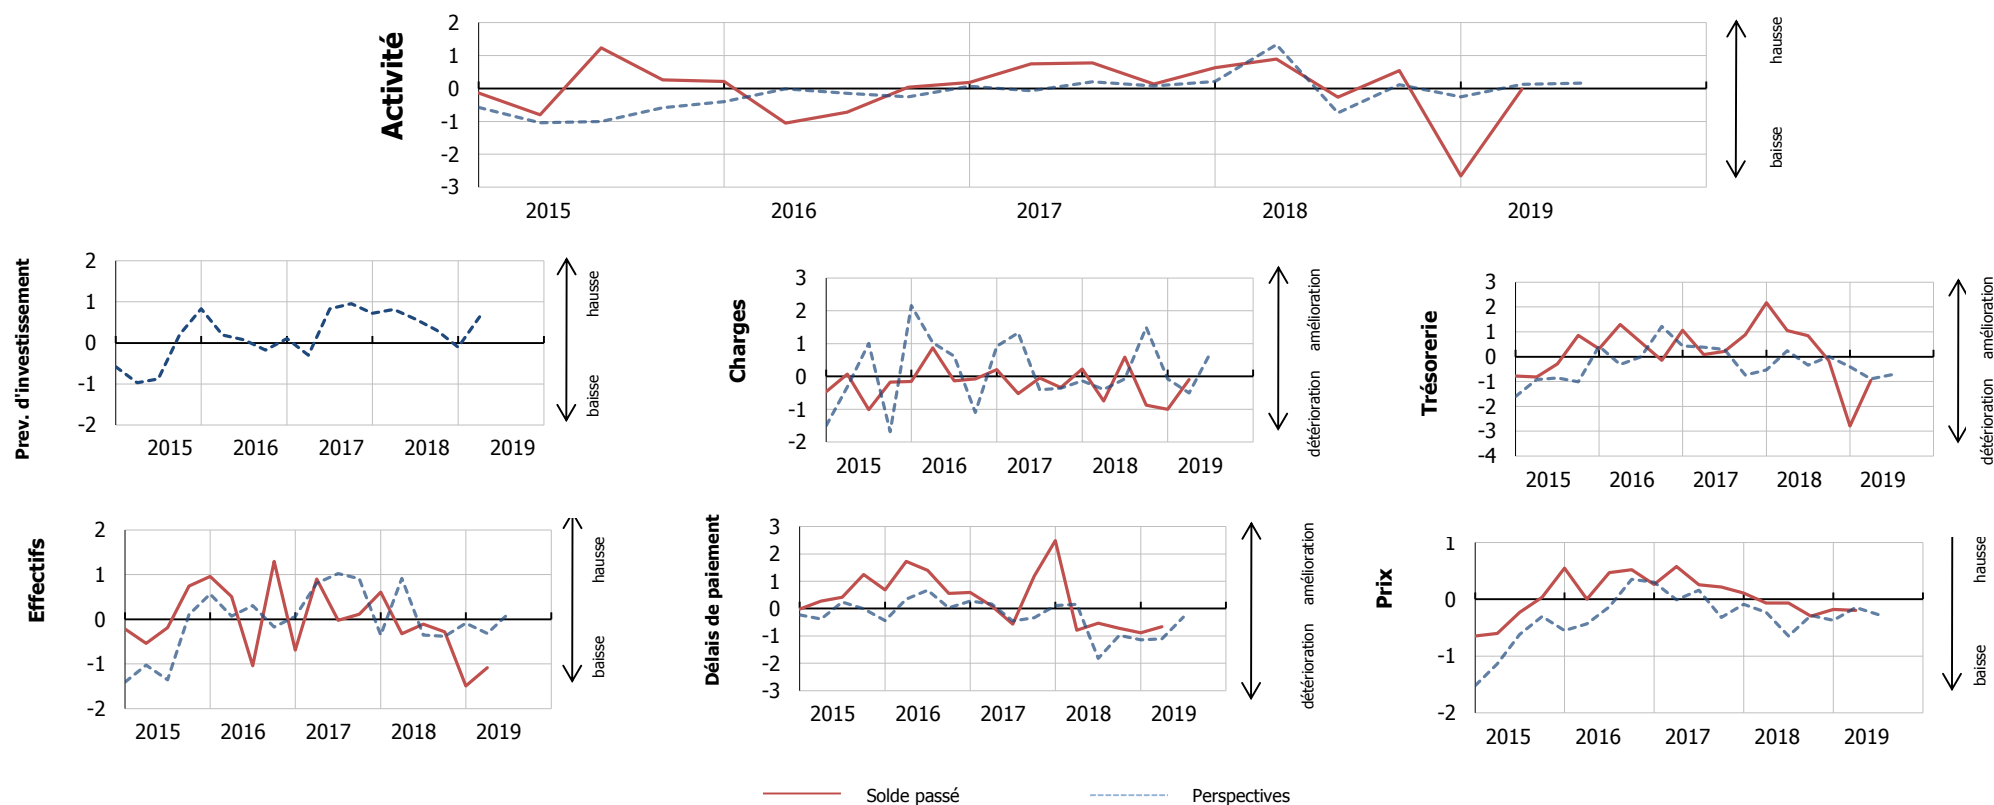 Activité
2
1
0
-1
-2
-3
2015 2016 2017 2018 2019
hausse
baisse
Prev. d'investissement
2
1
0
-1
-2
2015 2016 2017 2018 2019
hausse
baisse
Charges
3
2
1
0
-1
-2
2015 2016 2017 2018 2019
amélioration
détérioration
Trésorerie
3
2
1
0
-1
-2
-3
-4
2015 2016 2017 2018 2019
amélioration
détérioration
Effectifs
2
1
0
-1
-2
2015 2016 2017 2018 2019
hausse
baisse
Délais de paiement
3
2
1
0
-1
-2
-3
2015 2016 2017 2018 2019
amélioration
détérioration
Prix
1
0
-1
-2
2015 2016 2017 2018 2019
hausse
baisse
Solde passé Perspectives